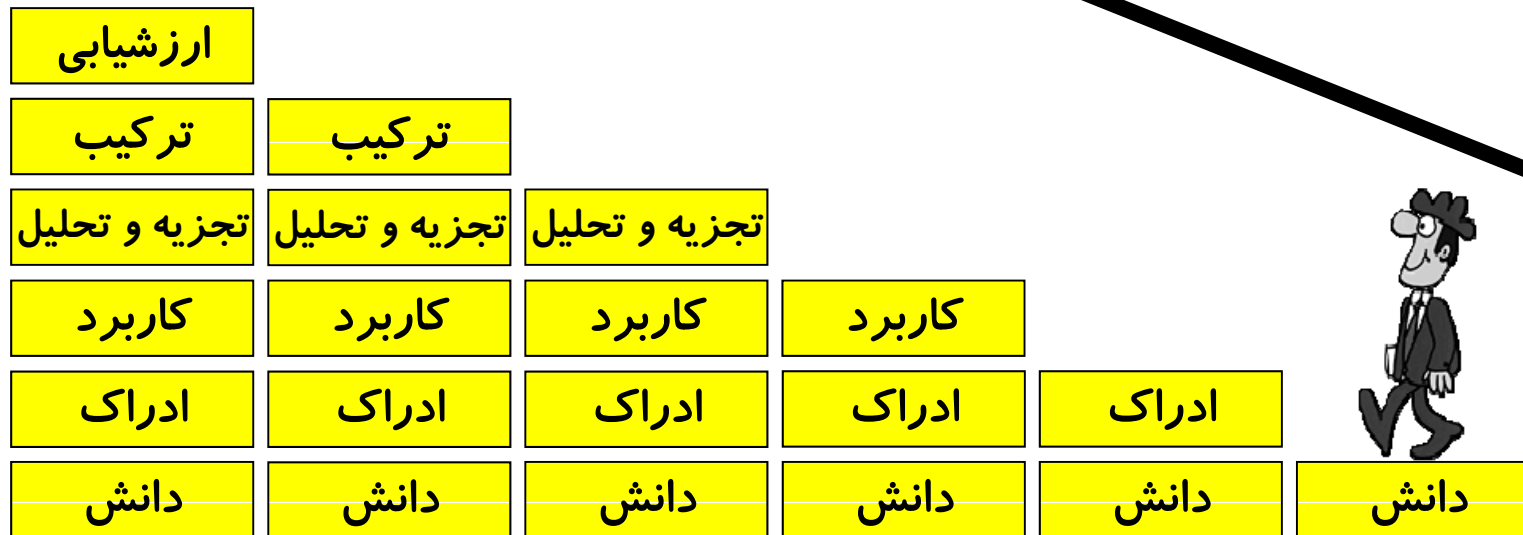 ارزشیابی
ترکیب ترکیب
تجزیه و تحلیل تجزیه و تحلیل تجزیه و تحلیل
کاربرد کاربرد کاربرد کاربرد
ادراک ادراک ادراک ادراک ادراک
دانش دانش دانش دانش دانش دانش